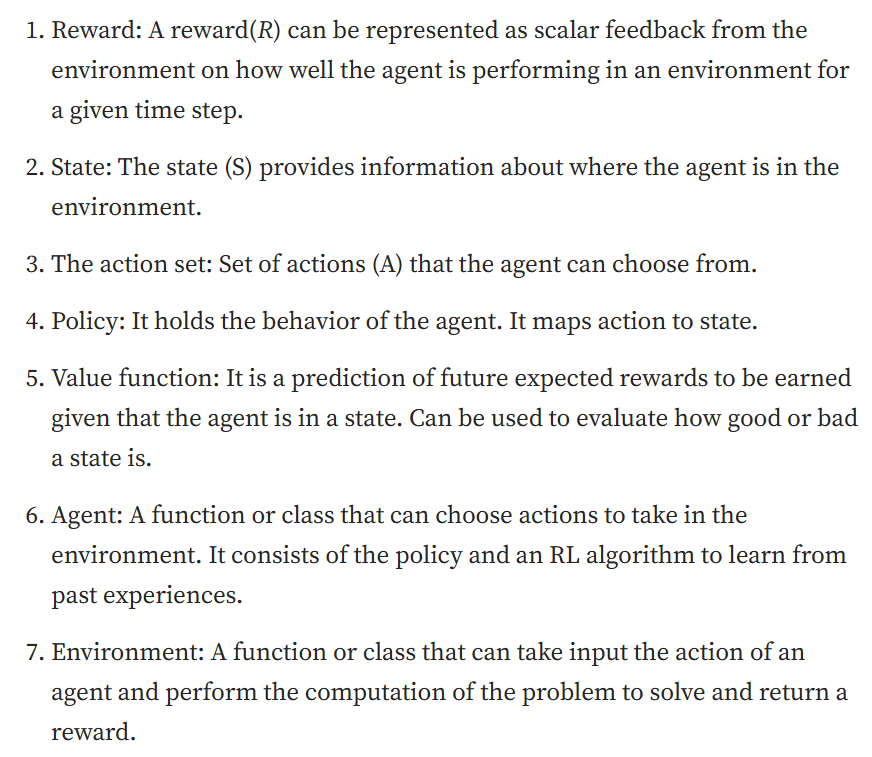 1. Reward: A reward(R) can be represented as scalar feedback from the
environment on how well the agent is performing in an environment for
a given time step.
2. State: The state (S) provides information about where the agent is in the
environment.
3. The action set: Set of actions (A) that the agent can choose from.
4. Policy: It holds the behavior of the agent. It maps action to state.
5. Value function: It is a prediction of future expected rewards to be earned
given that the agent is in a state. Can be used to evaluate how good or bad
a state is.
6. Agent: A function or class that can choose actions to take in the
environment. It consists of the policy and an RL algorithm to learn from
past experiences.
7. Environment: A function or class that can take input the action of an
agent and perform the computation of the problem to solve and return a
reward.